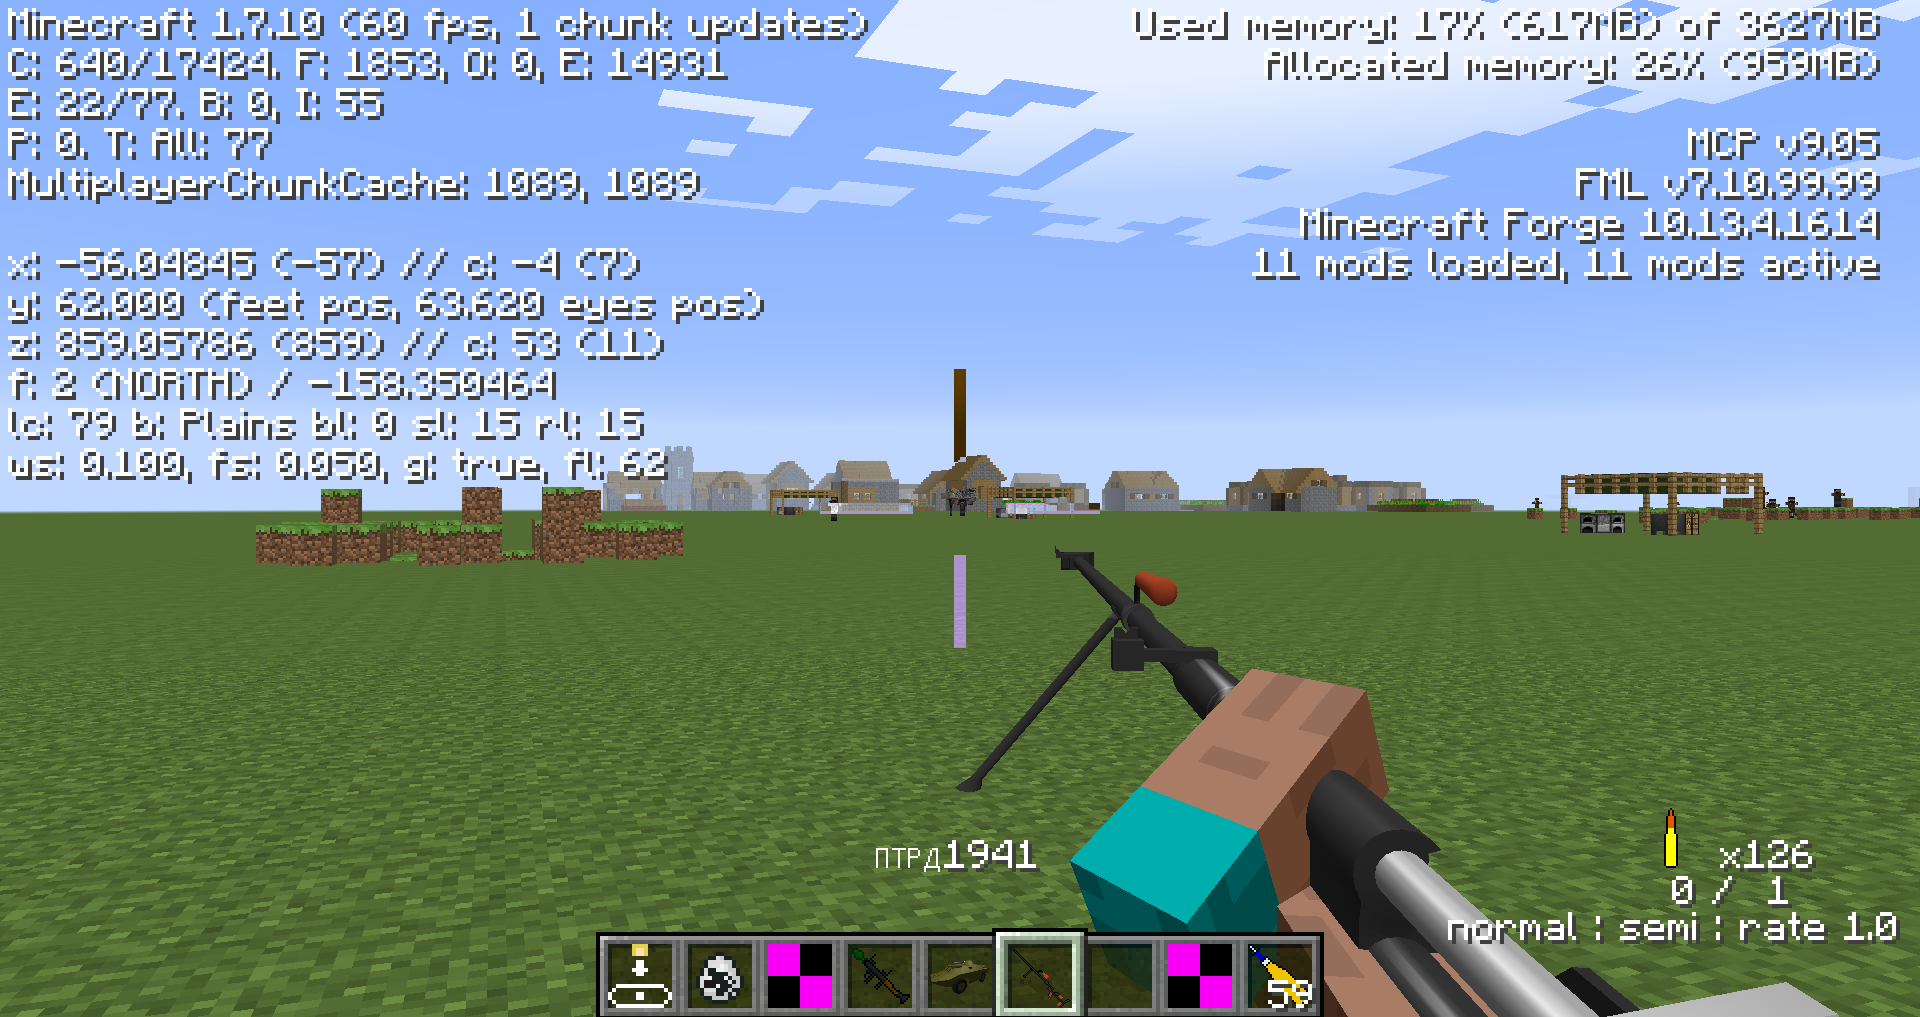 Minecraft 1.7.10 (60 fps, 1 chunk updates)
C: 640/17424. F: 1853, O: 0, E: 14931
E: 22/77. B: 0, I: 55
P: 0. T: All: 77
MultiplayerChunkCache: 1089, 1089
x: -56.04845 (-57) // c: -4 (7)
y: 62.000 (feet pos, 63.620 eyes pos)
z: 859.05786 (859) // c: 53 (11)
f: 2 (NORTH) / -158.350464
lc: 79 b: Plains bl: 0 sl: 15 rl: 15
ws: 0.100, fs: 0.050, g: true, fl: 62
Used memory: 17% (617MB) of 3627MB
Allocated memory: 26% (959MB)
MCP v9.05
FML v7.10.99.99
Minecraft Forge 10.13.4.1614
11 mods loaded, 11 mods active
ПТРД1941
x126
0 / 1
normal : semi : rate 1.0
59